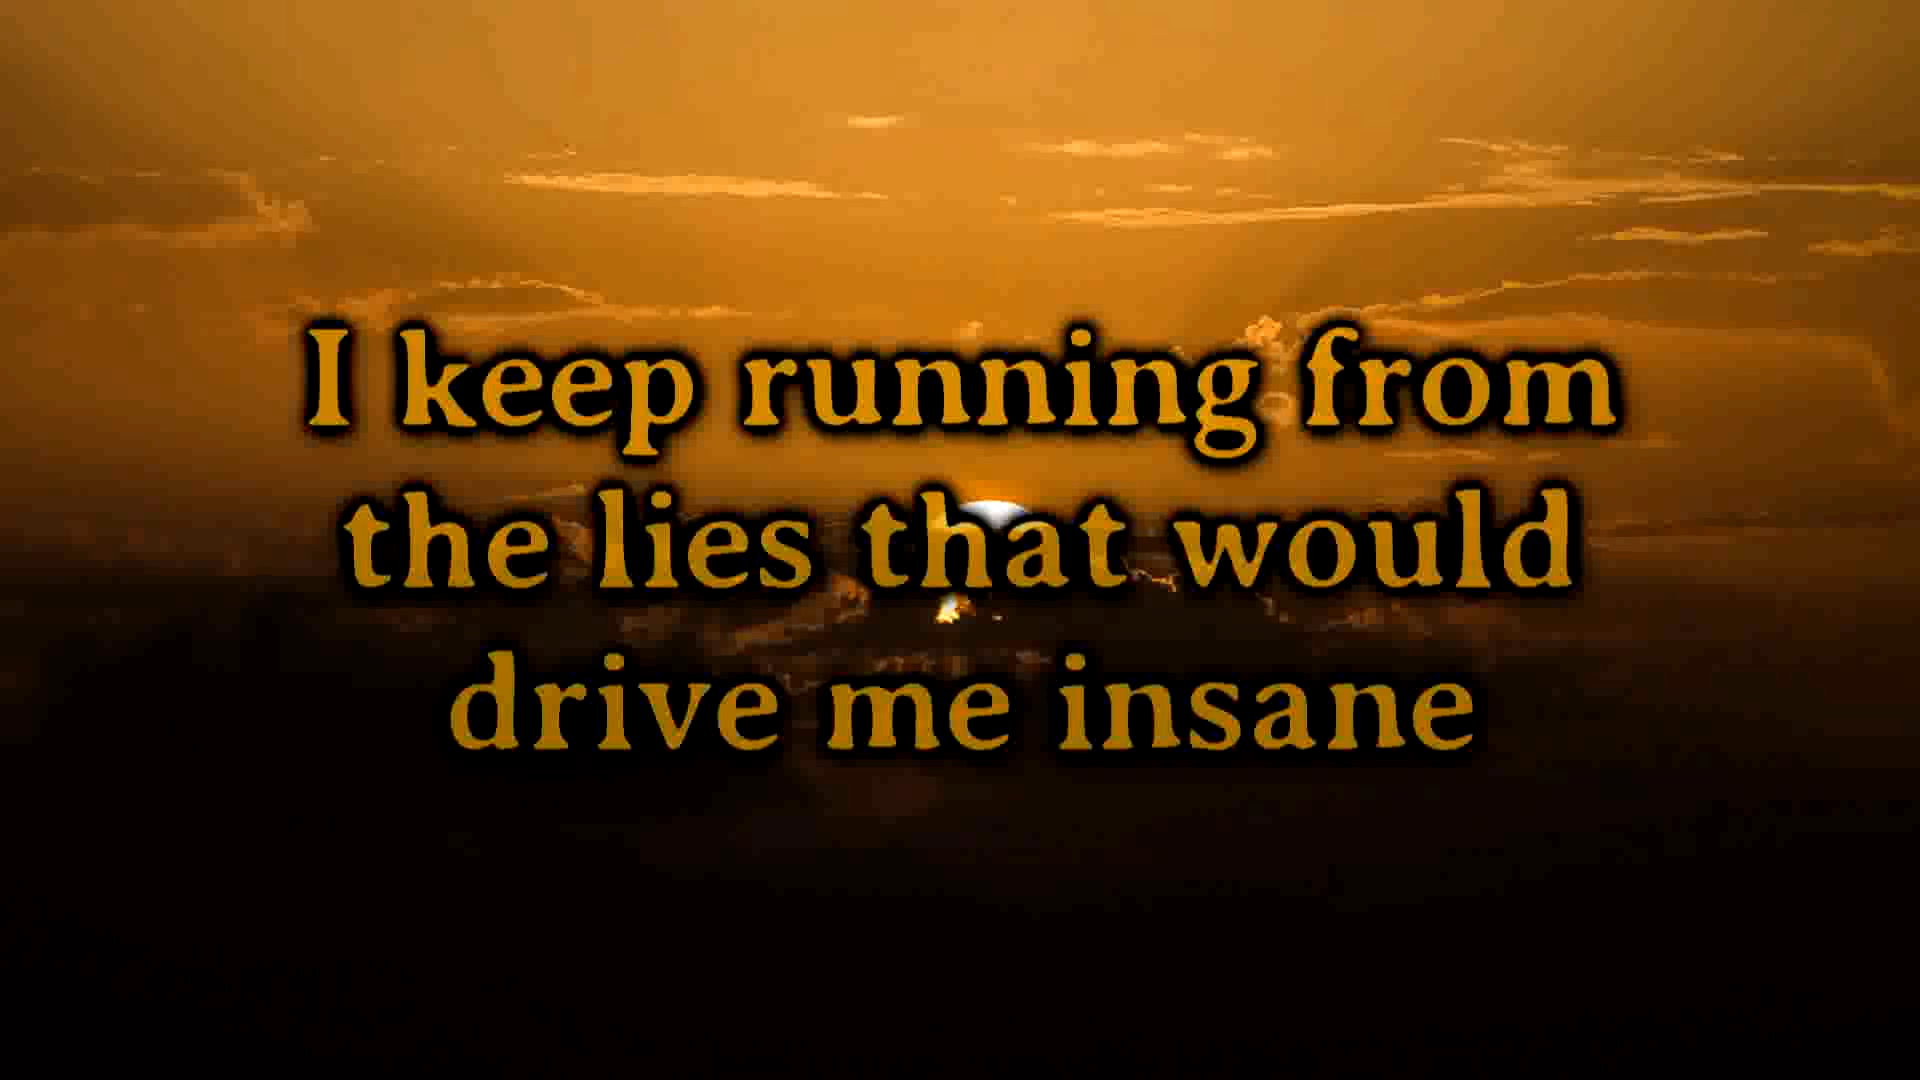 I keep running from
the lies that would
drive me insane